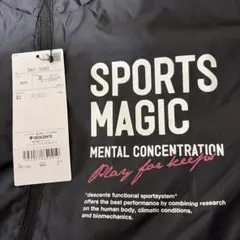 DESCENTE
SPORTS
MAGIC
MENTAL CONCENTRATION
Play for keeps
"descente functional sportsystem"
offers the best performance by combining research
on the human body, climatic conditions,
and biomechanics.